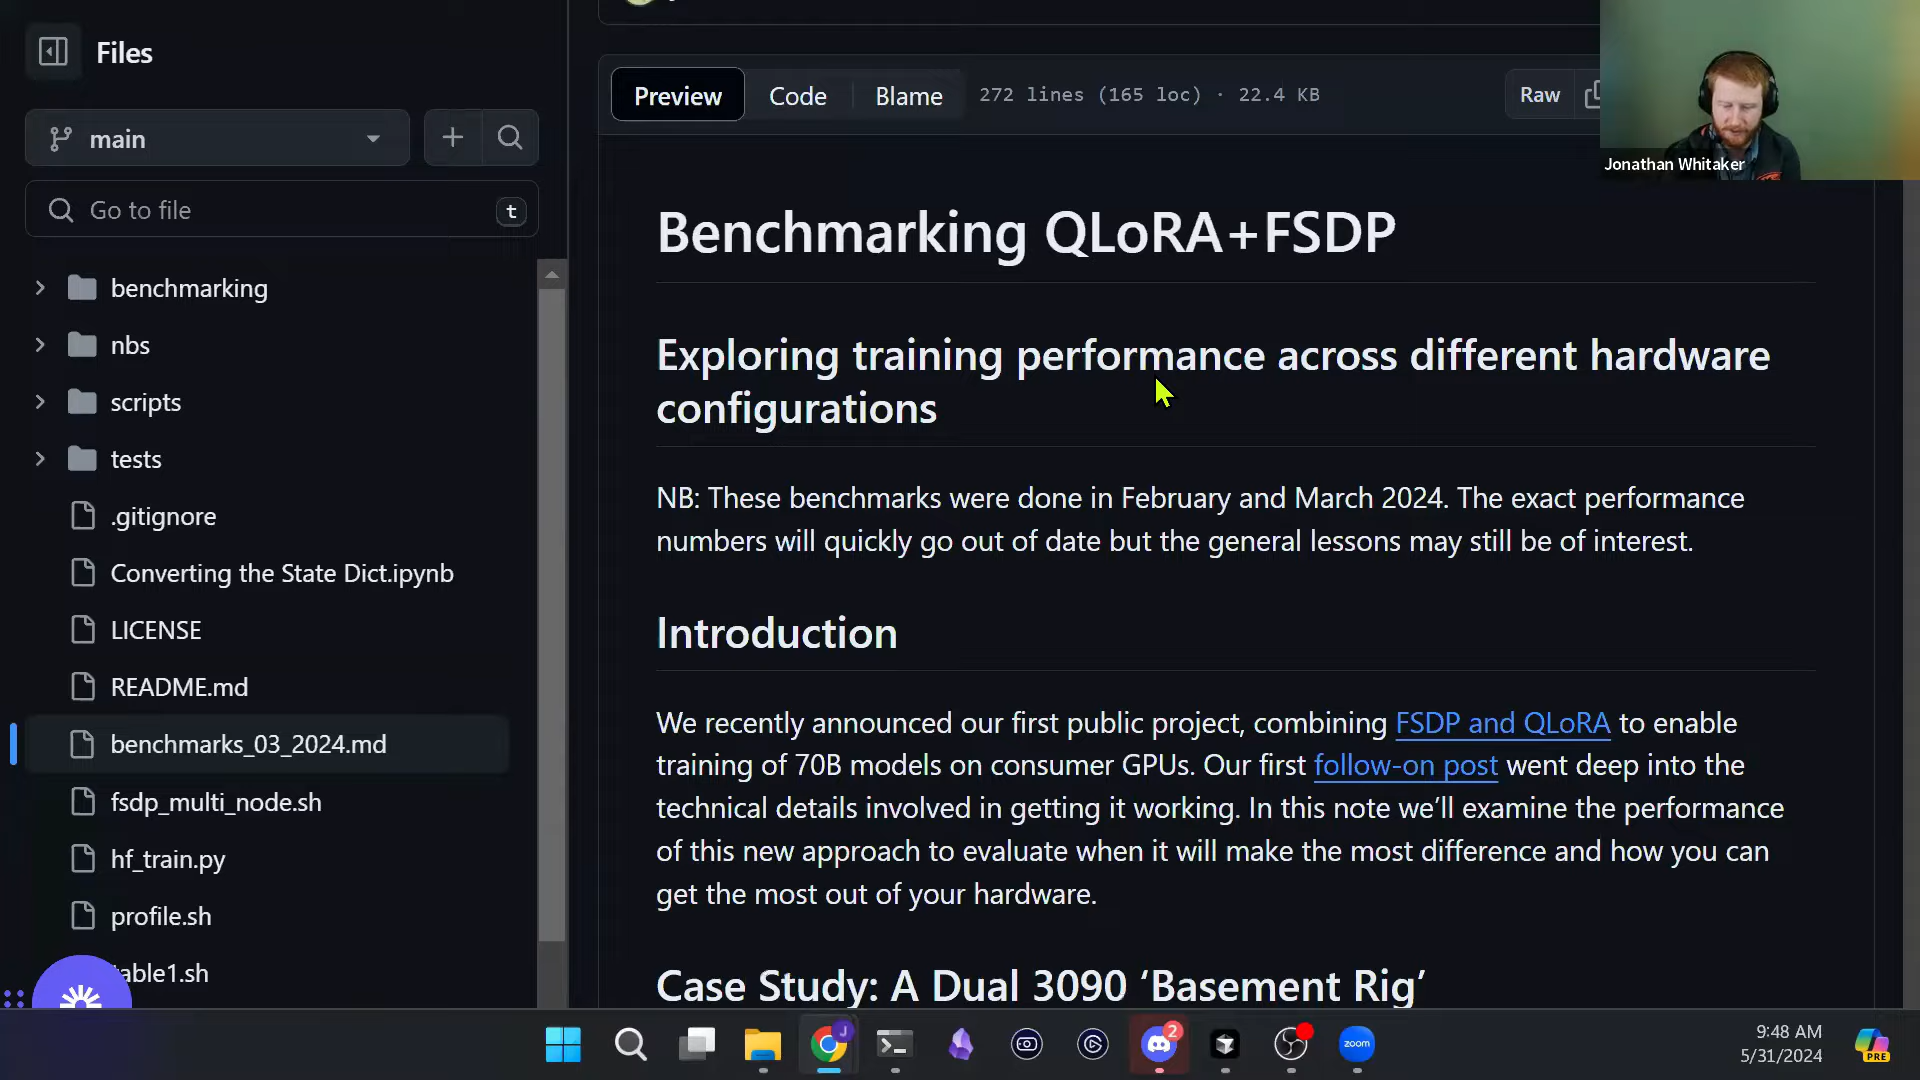 Files
main
Go to file
t
benchmarking
nbs
scripts
tests
.gitignore
Converting the State Dict.ipynb
LICENSE
README.md
benchmarks_03_2024.md
fsdp_multi_node.sh
hf_train.py
profile.sh
table1.sh
Preview
Code
Blame
272 lines (165 loc) · 22.4 KB
Raw
Jonathan Whitaker
Benchmarking QLoRA+FSDP
Exploring training performance across different hardware
configurations
NB: These benchmarks were done in February and March 2024. The exact performance
numbers will quickly go out of date but the general lessons may still be of interest.
Introduction
We recently announced our first public project, combining FSDP and QLoRA to enable
training of 70B models on consumer GPUs. Our first follow-on post went deep into the
technical details involved in getting it working. In this note we’ll examine the performance
of this new approach to evaluate when it will make the most difference and how you can
get the most out of your hardware.
Case Study: A Dual 3090 ‘Basement Rig’
J
2
zoom
9:48 AM
5/31/2024
PRE